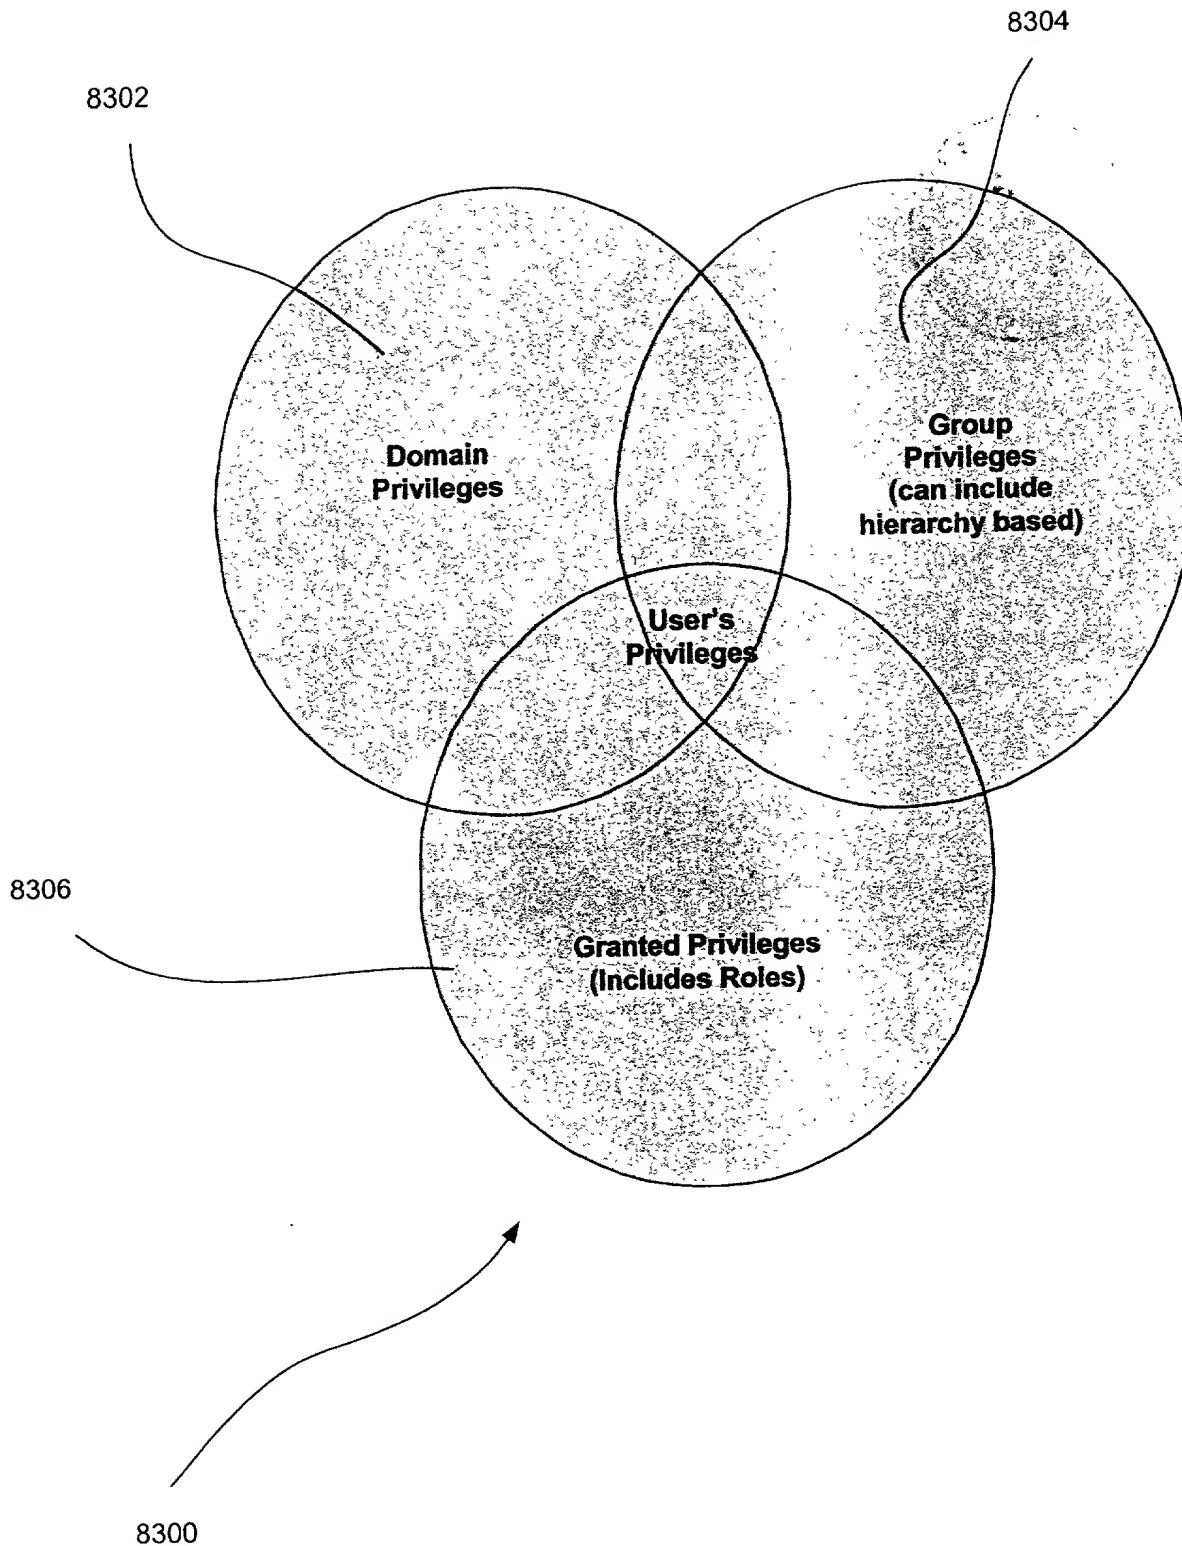 8304
8302
Domain
Privileges
Group
Privileges
(can include
hierarchy based)
User's
Privileges
8306
Granted Privileges
(Includes Roles)
8300